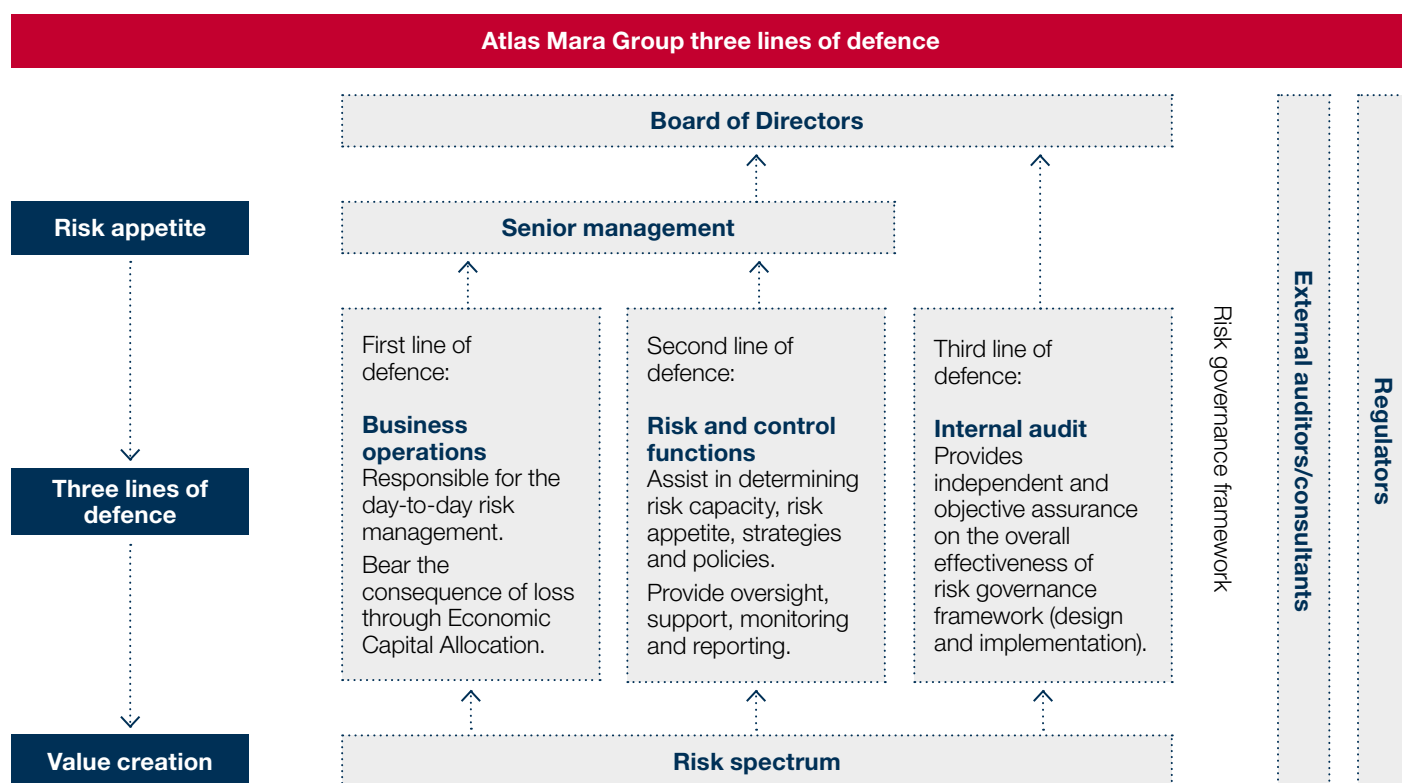 Atlas Mara Group three lines of defence
Board of Directors
Risk appetite
Senior management
First line of
defence:
Business
operations
Responsible for the
day-to-day risk
management.
Bear the
consequence of loss
through Economic
Capital Allocation.
Second line of
defence:
Risk and control
functions
Assist in determining
risk capacity, risk
appetite, strategies
and policies.
Provide oversight,
support, monitoring
and reporting.
Third line of
defence:
Internal audit
Provides
independent and
objective assurance
on the overall
effectiveness of
risk governance
framework (design
and implementation).
Risk governance framework
External auditors/consultants
Regulators
Three lines of
defence
Value creation
Risk spectrum